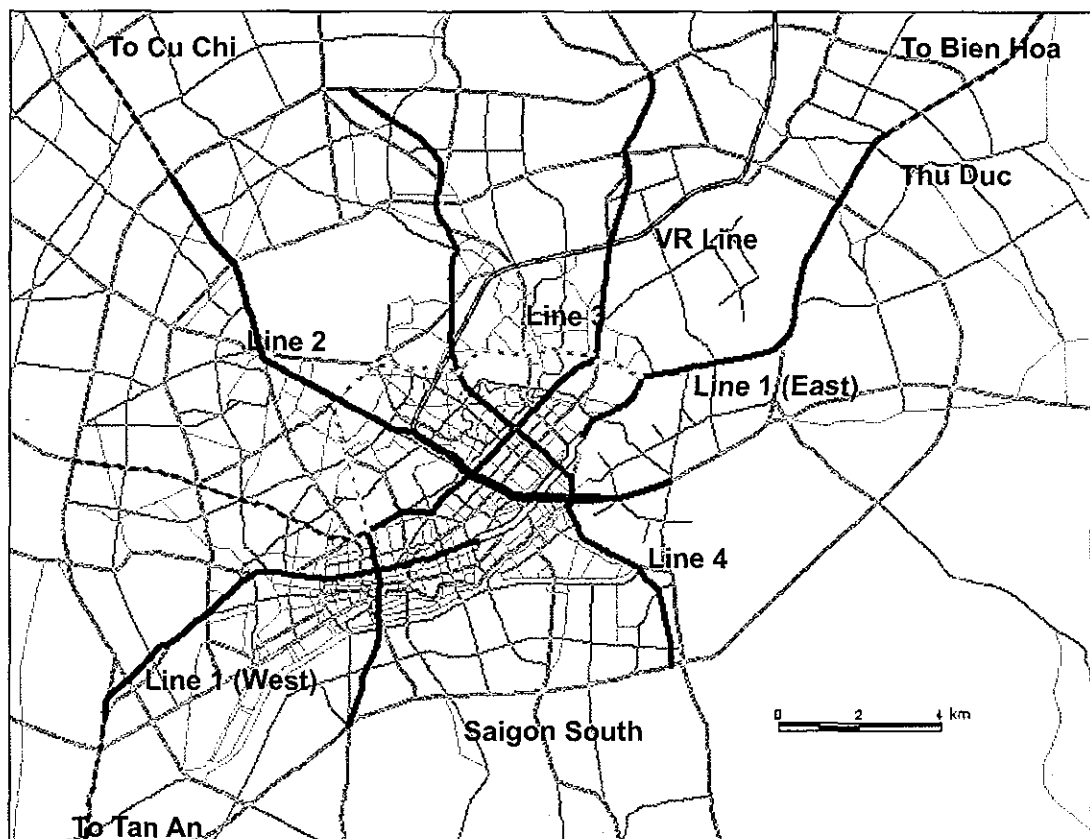 To Cu Chi
To Bien Hoa
Thu Duc
VR Line
Line 3
Line 2
Line 1 (East)
Line 4
Line 1 (West)
Saigon South
0 2 4 km
To Tan An